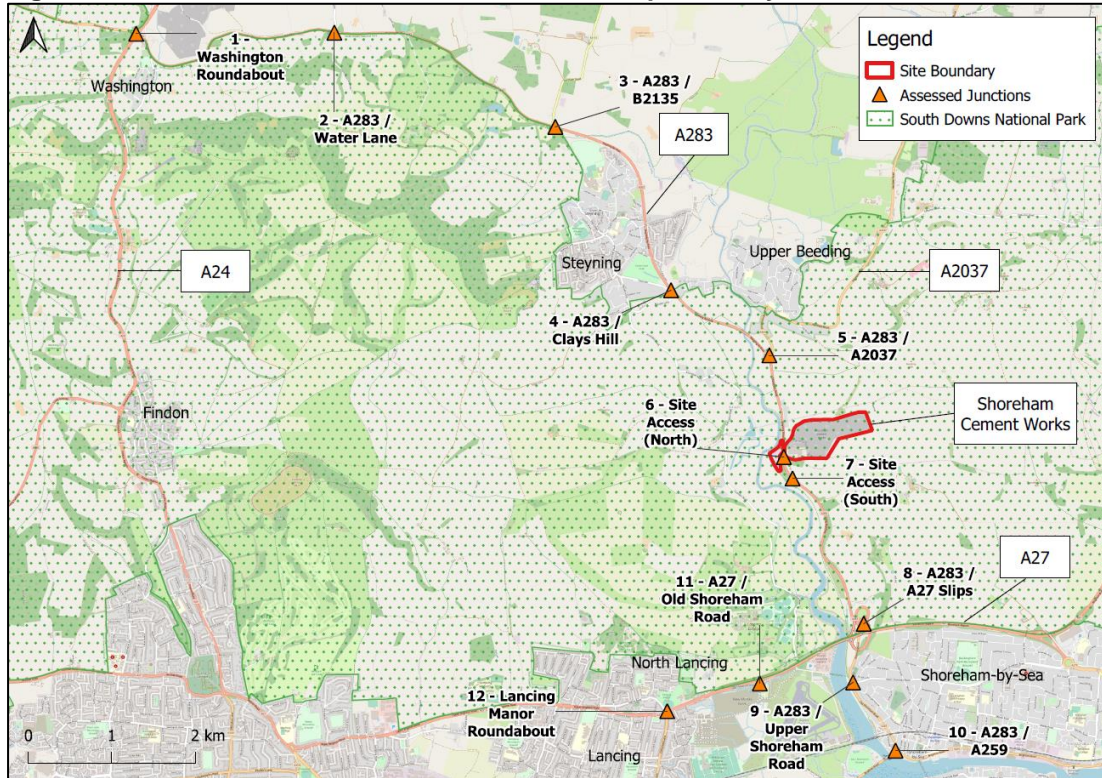 1 -
Washington
Roundabout
Washington
2 - A283 /
Water Lane
3 - A283 /
B2135
A283
Legend
Site Boundary
Assessed Junctions
South Downs National Park
A24
Steyning
Upper Beeding
A2037
4 - A283 /
Clays Hill
5 - A283 /
A2037
Findon
6 - Site
Access
(North)
Shoreham
Cement Works
7 - Site
Access
(South)
A27
8 - A283 /
A27 Slips
11 - A27 /
Old Shoreham
Road
North Lancing
Shoreham-by-Sea
12 - Lancing
Manor
Roundabout
Lancing
9 - A283 /
Upper
Shoreham
Road
10 - A283 /
A259
0 1 2 km